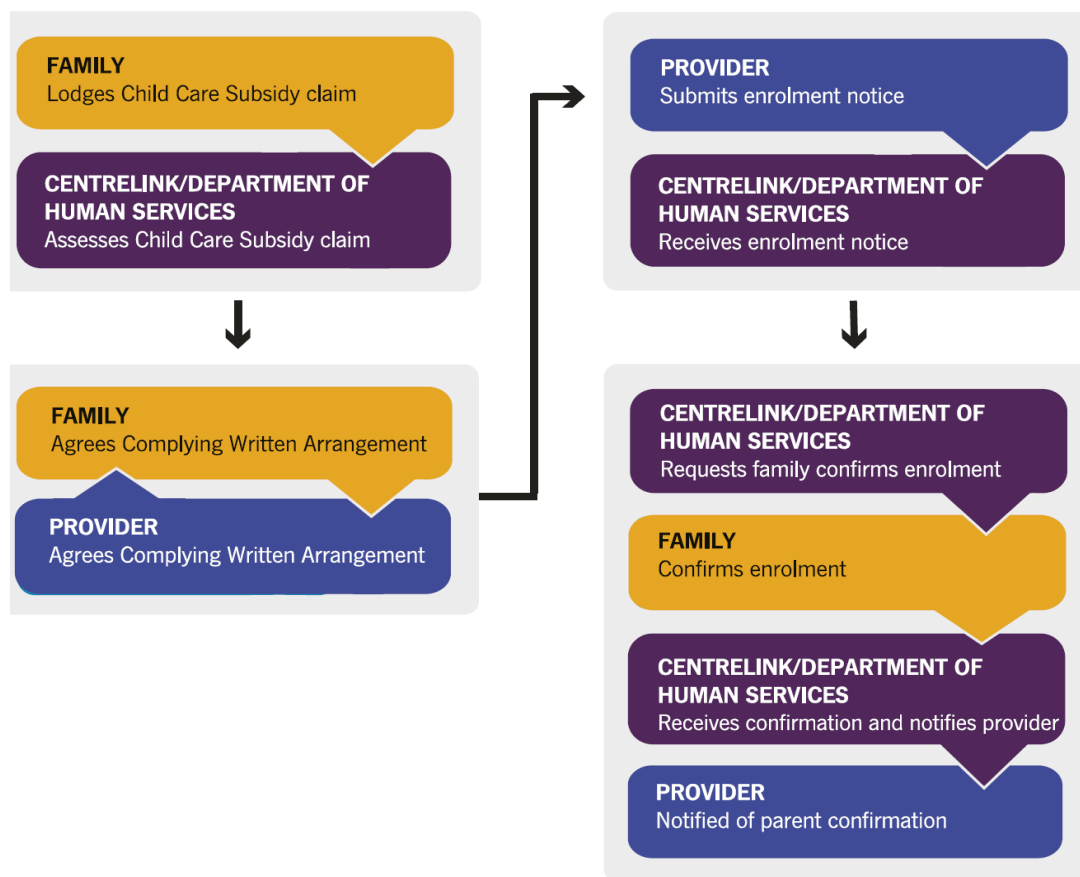 FAMILY
Lodges Child Care Subsidy claim
CENTRELINK/DEPARTMENT OF
HUMAN SERVICES
Assesses Child Care Subsidy claim
FAMILY
Agrees Complying Written Arrangement
PROVIDER
Agrees Complying Written Arrangement
PROVIDER
Submits enrolment notice
CENTRELINK/DEPARTMENT OF
HUMAN SERVICES
Receives enrolment notice
CENTRELINK/DEPARTMENT OF
HUMAN SERVICES
Requests family confirms enrolment
FAMILY
Confirms enrolment
CENTRELINK/DEPARTMENT OF
HUMAN SERVICES
Receives confirmation and notifies provider
PROVIDER
Notified of parent confirmation